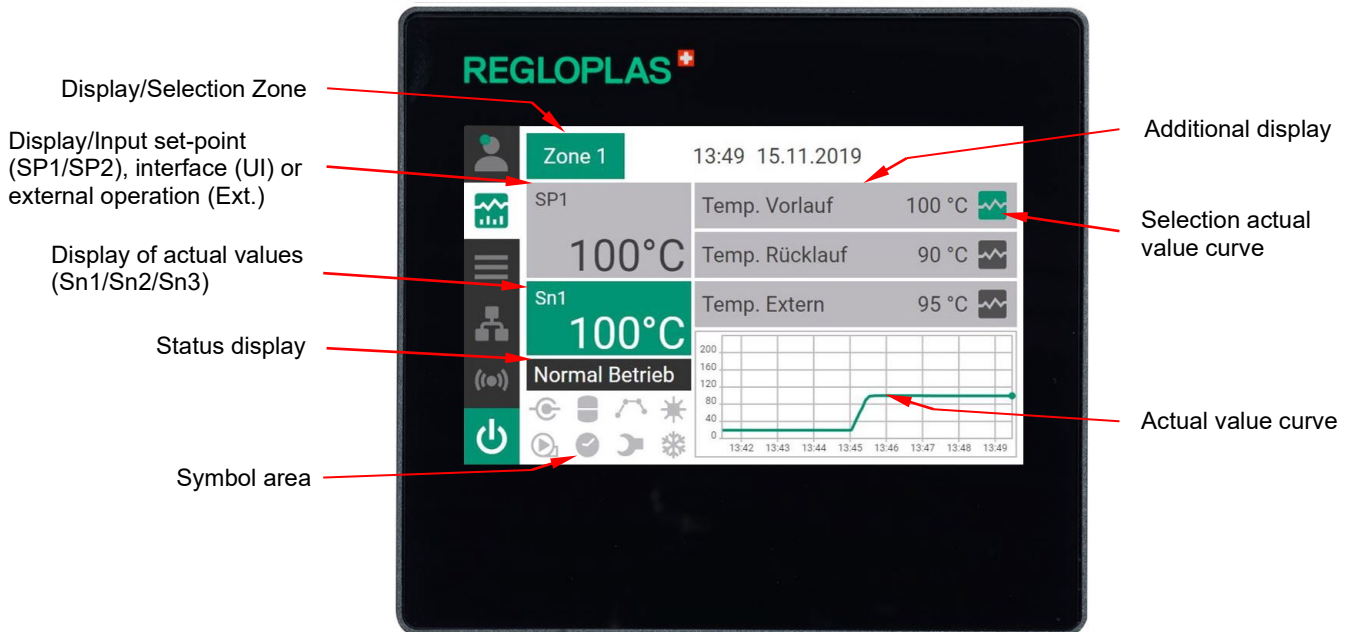 REGLOPLAS
Display/Selection Zone
Display/Input set-point
(SP1/SP2), interface (UI) or
external operation (Ext.)
Display of actual values
(Sn1/Sn2/Sn3)
Status display
Symbol area
Zone 1
13:49 15.11.2019
SP1
100°C
Sn1
100°C
Normal Betrieb
Temp. Vorlauf 100 °C
Temp. Rücklauf 90 °C
Temp. Extern 95 °C
200
160
120
80
40
0
13:42 13:43 13:44 13:45 13:46 13:47 13:48 13:49
Additional display
Selection actual
value curve
Actual value curve